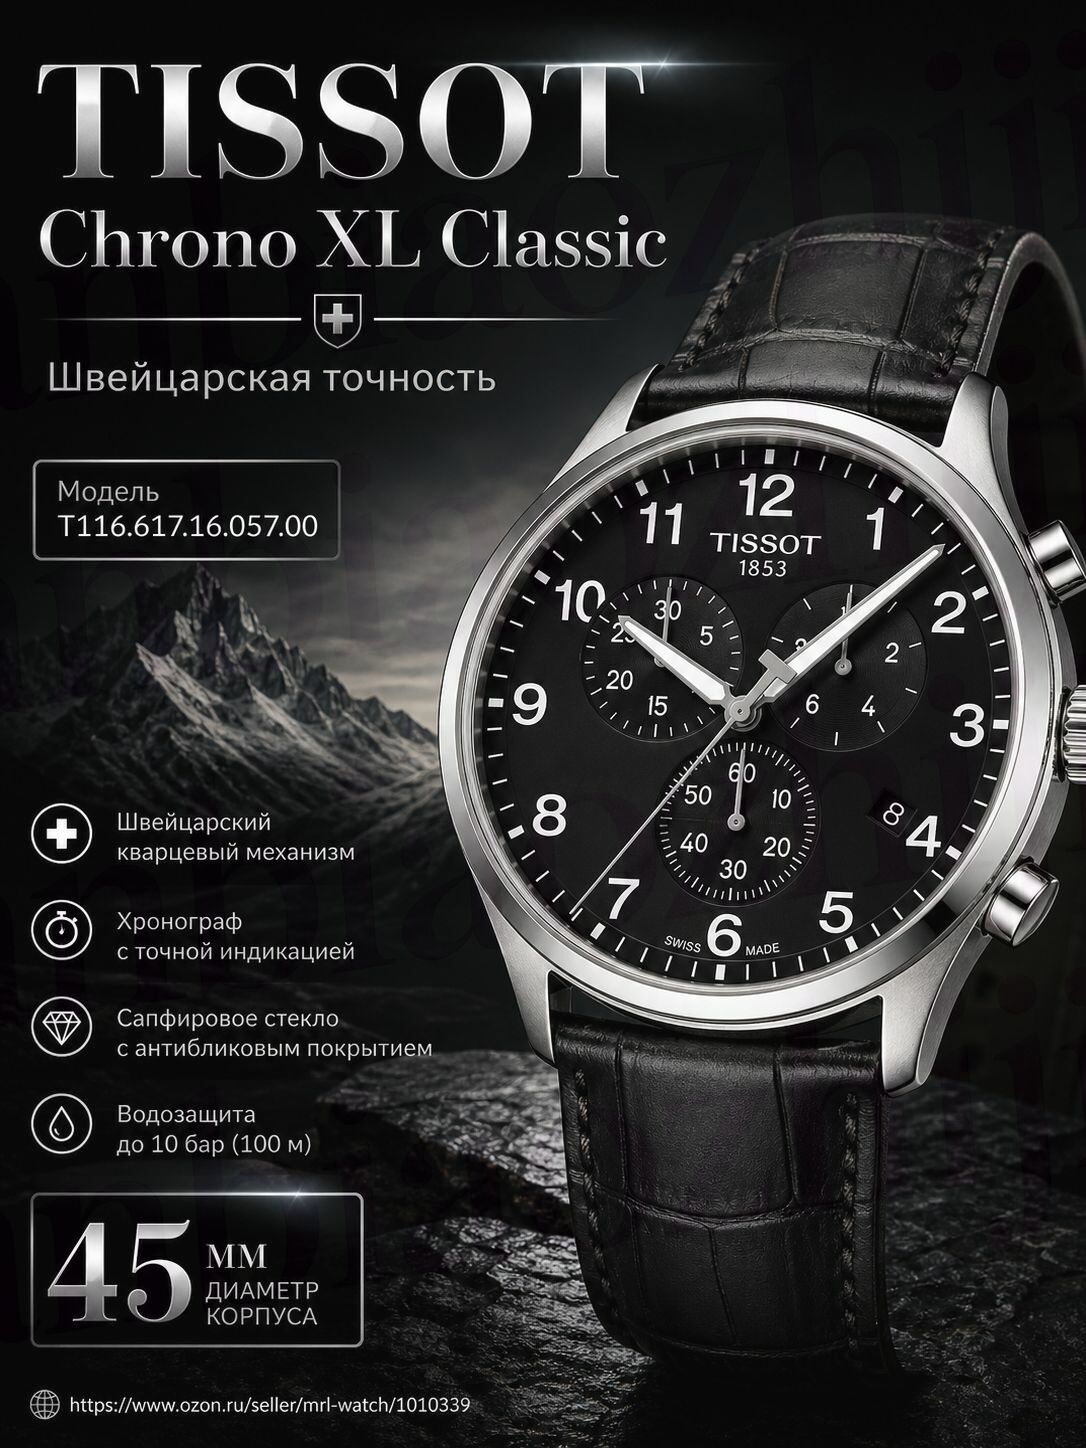 TISSOT
Chrono XL Classic
Швейцарская точность
Модель
T116.617.16.057.00
12
11
1
TISSOT
1853
10
2
30
5
25
20
15
2
6
4
9
3
60
50
10
8
8
4
40
20
30
7
5
6
SWISS
MADE
Швейцарский
кварцевый механизм
Хронограф
с точной индикацией
Сапфировое стекло
с антибликовым покрытием
Водозащита
до 10 бар (100 м)
45 ММ
ДИАМЕТР
КОРПУСА
https://www.ozon.ru/seller/mrl-watch/1010339